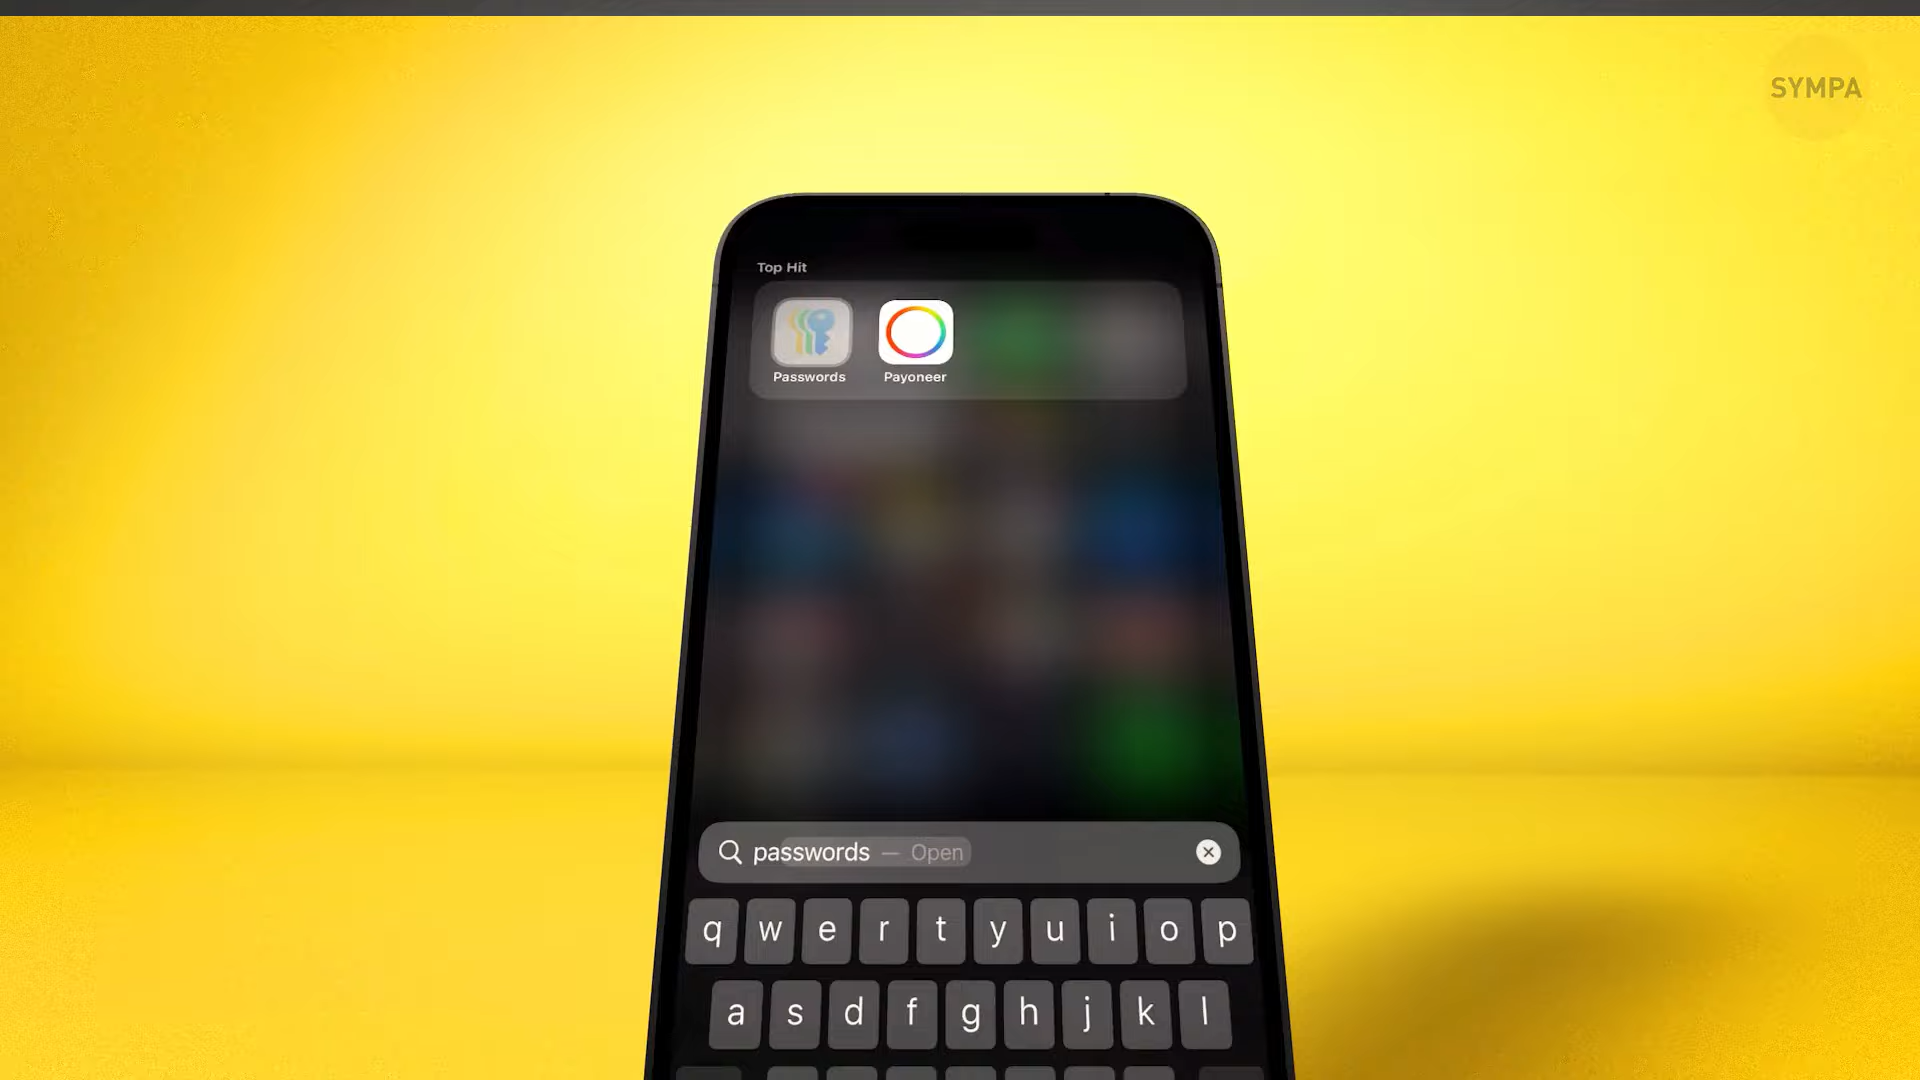 SYMPA
Top Hit
Passwords
Payoneer
passwords — Open
q w e r t y u i o p
a s d f g h j k l